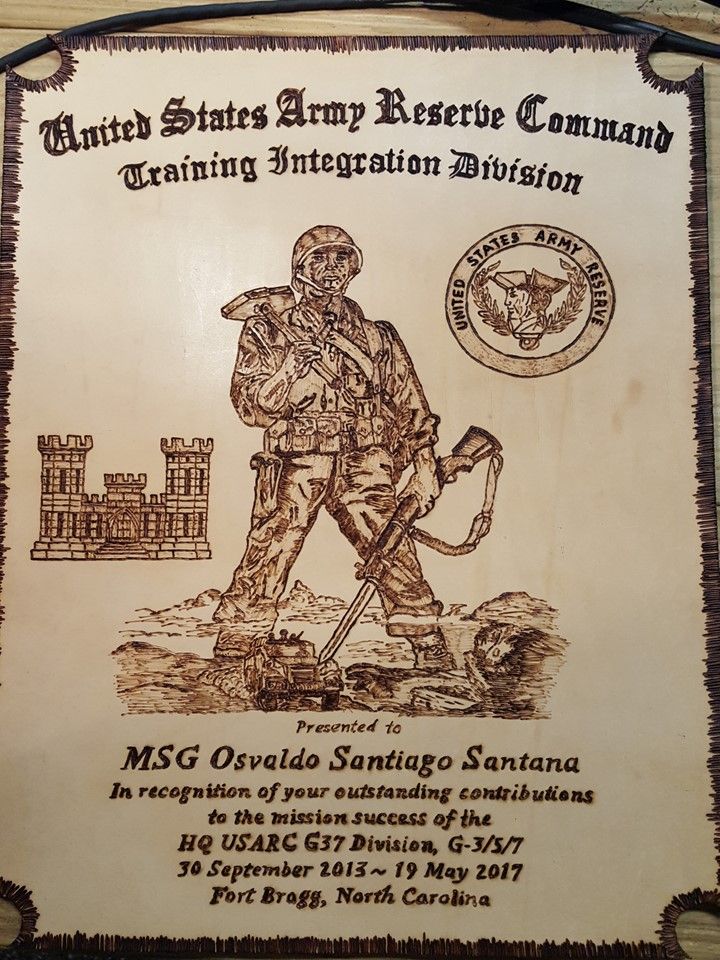 United States Army Reserve Command
Training Integration Division
UNITED STATES ARMY RESERVE
Presented to
MSG Osvaldo Santiago Santana
In recognition of your outstanding contributions
to the mission success of the
HQ USARC G37 Division, G-3/5/7
30 September 2013~ 19 May 2017
Fort Bragg, North Carolina